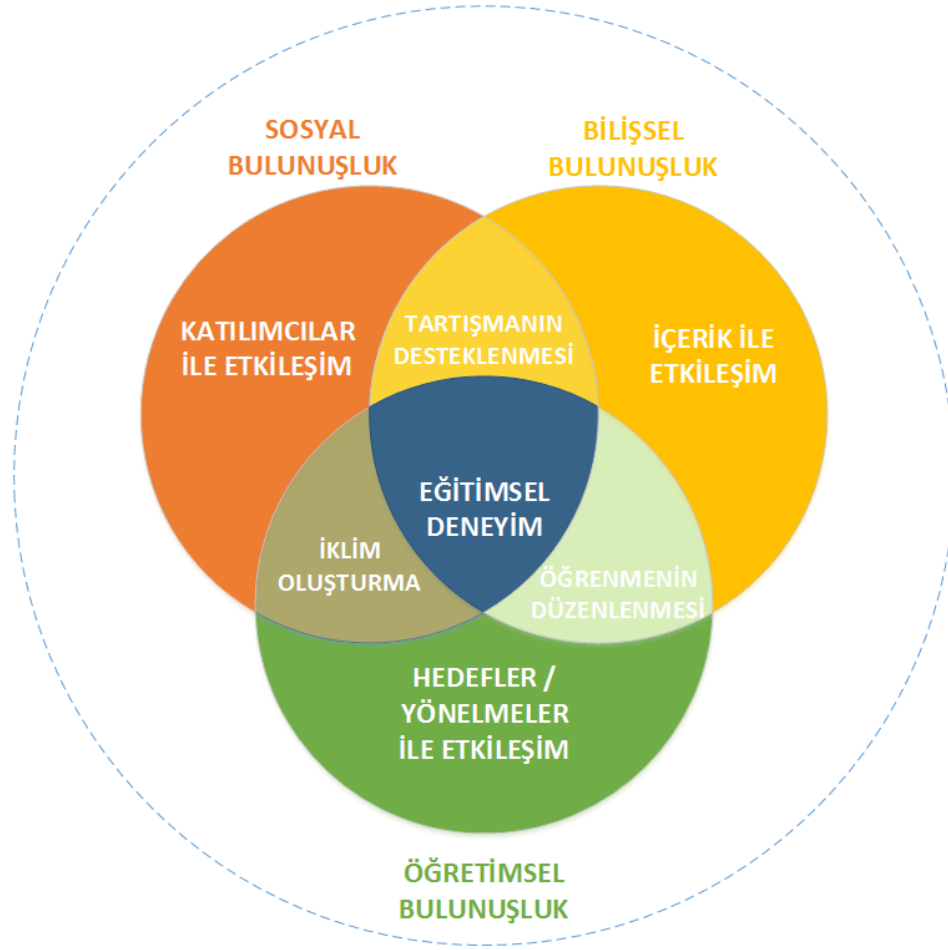 SOSYAL
BULUNUŞLUK
BİLİŞSEL
BULUNUŞLUK
KATILIMCILAR
İLE ETKİLEŞİM
TARTIŞMANIN
DESTEKLENMESİ
İÇERİK İLE
ETKİLEŞİM
EĞİTİMSEL
DENEYİM
İKLİM
OLUŞTURMA
ÖĞRENMENİN
DÜZENLENMESİ
HEDEFLER /
YÖNELMELER
İLE ETKİLEŞİM
ÖĞRETİMSEL
BULUNUŞLUK